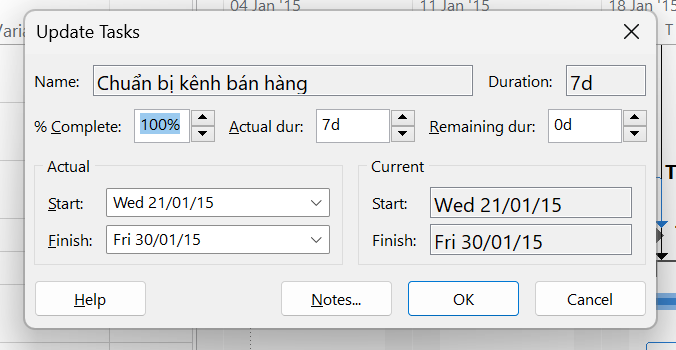 04 Jan '15 11 Jan '15 18 Jan '15
Varia
T
Update Tasks
Name: Chuẩn bị kênh bán hàng Duration: 7d
% Complete: 100% Actual dur: 7d Remaining dur: 0d
Actual Current
Start: Wed 21/01/15 Start: Wed 21/01/15
Finish: Fri 30/01/15 Finish: Fri 30/01/15
Help Notes... OK Cancel